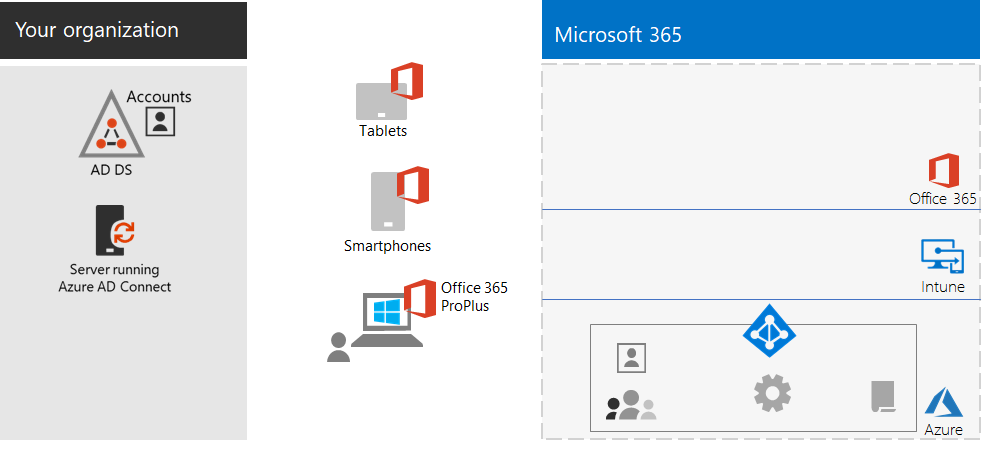 Your organization
Accounts
AD DS
Server running
Azure AD Connect
Tablets
Smartphones
Office 365
ProPlus
Microsoft 365
Office 365
Intune
Azure